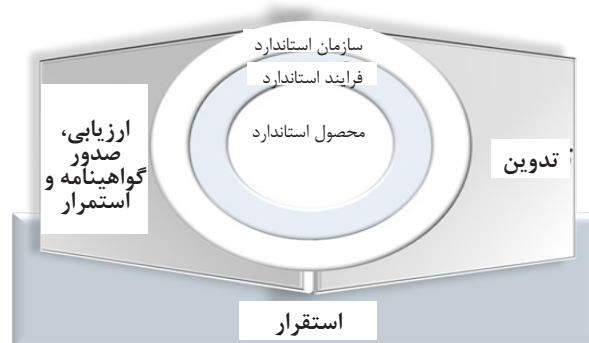 سازمان استاندارد
فرایند استاندارد
محصول استاندارد
تدوین
ارزیابی،
صدور
گواهینامه و
استمرار
استقرار